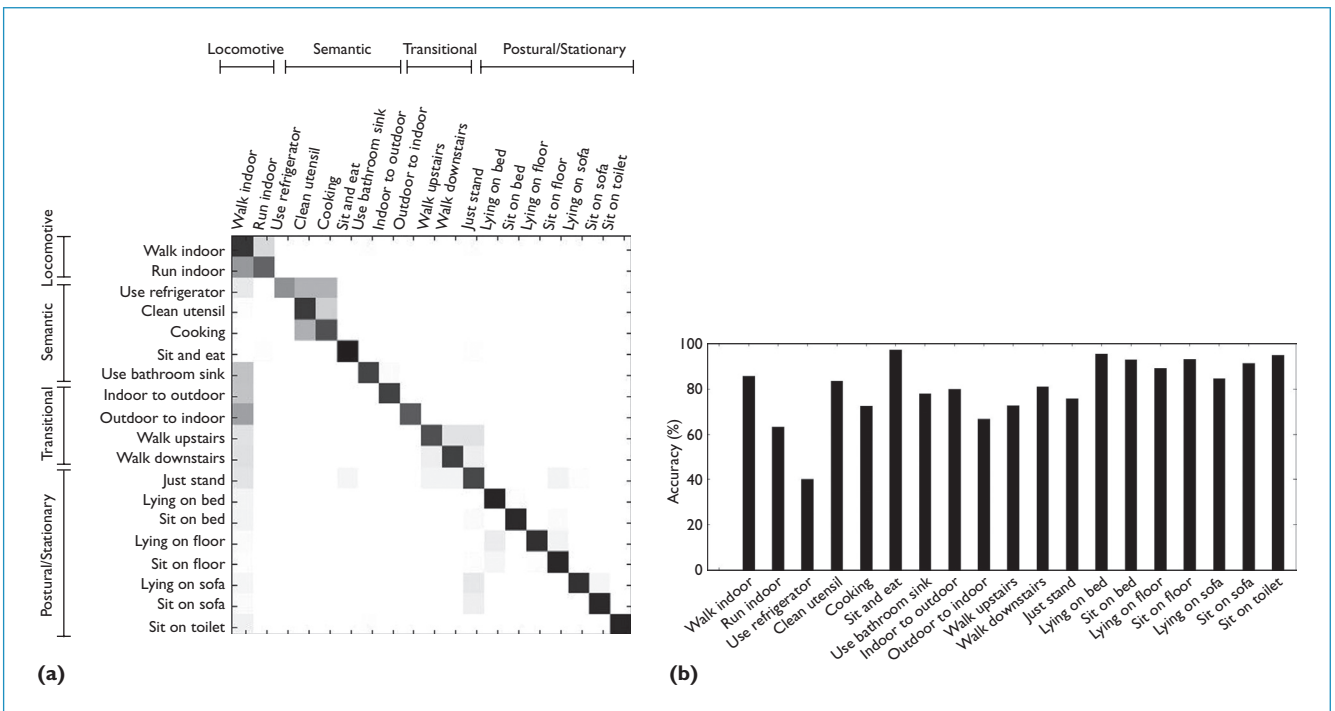 Locomotive Semantic Transitional Postural/Stationary
Walk indoor
Run indoor
Use refrigerator
Clean utensil
Cooking
Sit and eat
Use bathroom sink
Indoor to outdoor
Outdoor to indoor
Walk upstairs
Walk downstairs
Just stand
Lying on bed
Sit on bed
Lying on floor
Sit on floor
Lying on sofa
Sit on sofa
Sit on toilet
Locomotive
Semantic
Transitional
Postural/Stationary
Walk indoor
Run indoor
Use refrigerator
Clean utensil
Cooking
Sit and eat
Use bathroom sink
Indoor to outdoor
Outdoor to indoor
Walk upstairs
Walk downstairs
Just stand
Lying on bed
Sit on bed
Lying on floor
Sit on floor
Lying on sofa
Sit on sofa
Sit on toilet
(a)
Accuracy (%)
100
80
60
40
20
0
Walk indoor
Run indoor
Use refrigerator
Clean utensil
Cooking
Sit and eat
Use bathroom sink
Indoor to outdoor
Outdoor to indoor
Walk upstairs
Walk downstairs
Just stand
Lying on bed
Sit on bed
Lying on floor
Sit on floor
Lying on sofa
Sit on sofa
Sit on toilet
(b)